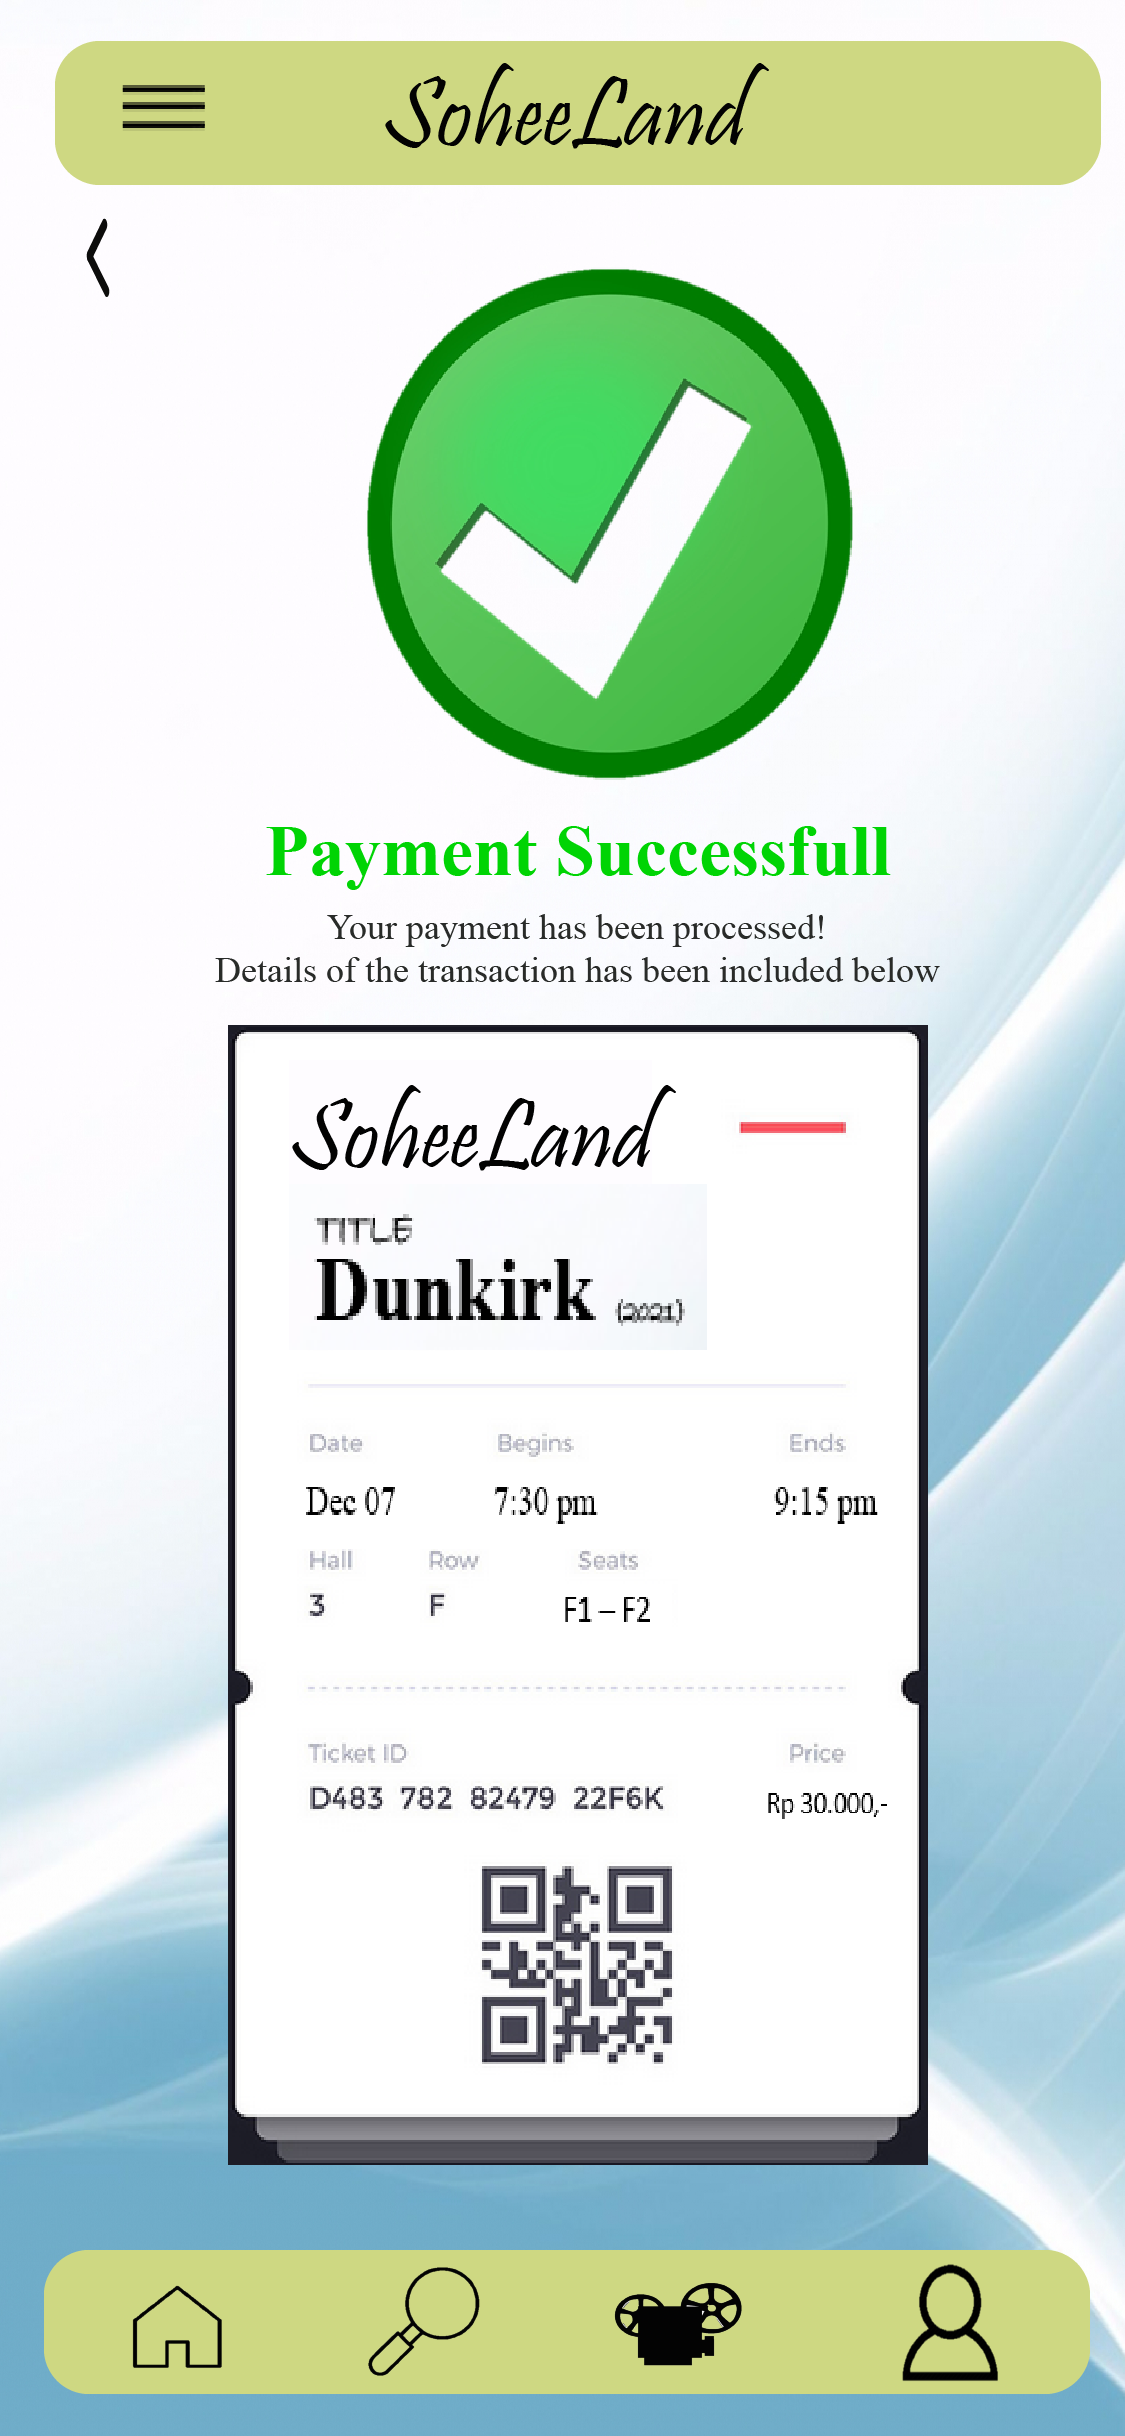 SoheeLand
Payment Successfull
Your payment has been processed!
Details of the transaction has been included below
SoheeLand
TITLE
Dunkirk (2021)
Date Begins Ends
Dec 07 7:30 pm 9:15 pm
Hall Row Seats
3 F F1 – F2
Ticket ID Price
D483 782 82479 22F6K Rp 30.000,-